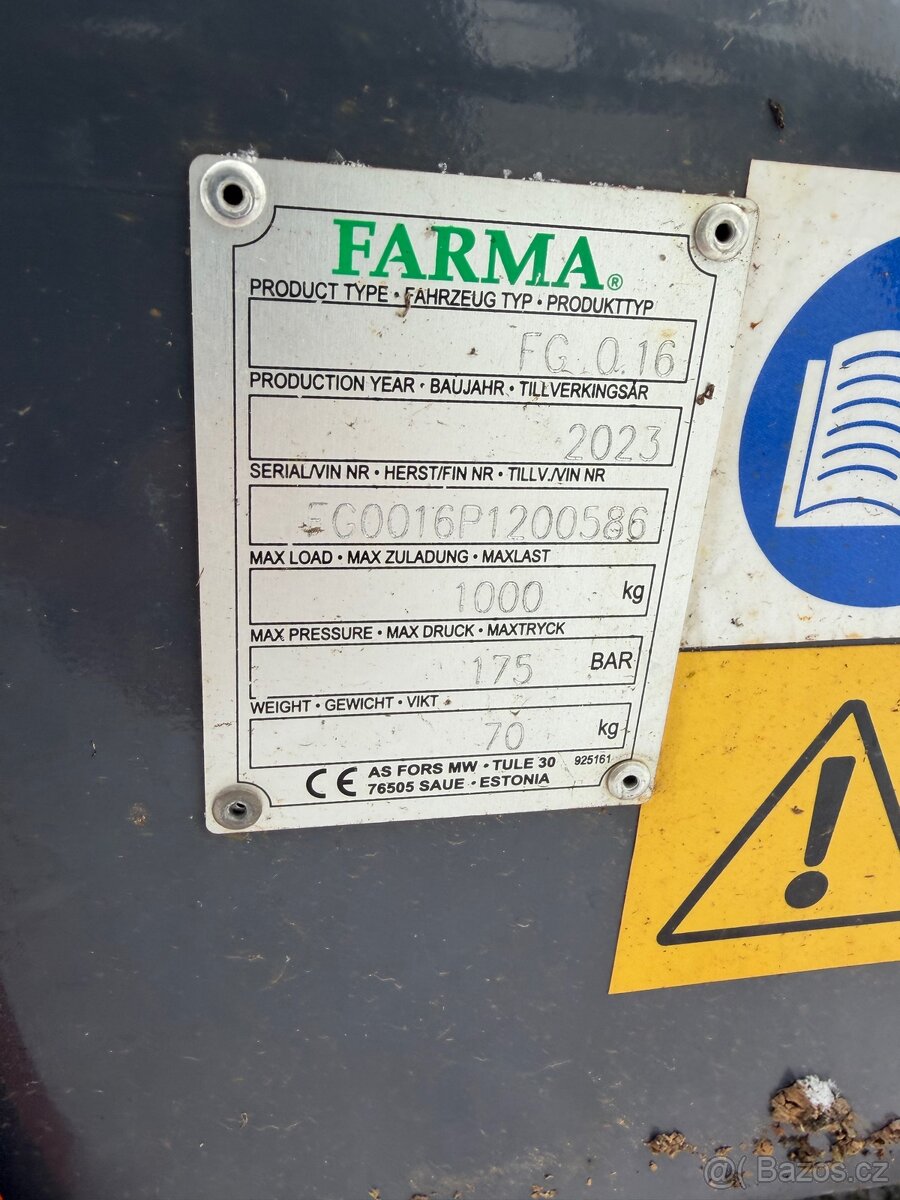 FARMA®
PRODUCT TYPE • FAHRZEUG TYP • PRODUKTTYP
FG 0.16
PRODUCTION YEAR • BAUJAHR • TILLVERKINGSÅR
2023
SERIAL/VIN NR • HERST/FIN NR • TILLV./VIN NR
FG0016P1200586
MAX LOAD • MAX ZULADUNG • MAXLAST
1000 kg
MAX PRESSURE • MAX DRUCK • MAXTRYCK
175 BAR
WEIGHT • GEWICHT • VIKT
70 kg
CE AS FORS MW • TULE 30 925161
76505 SAUE • ESTONIA
@ Bazos.cz